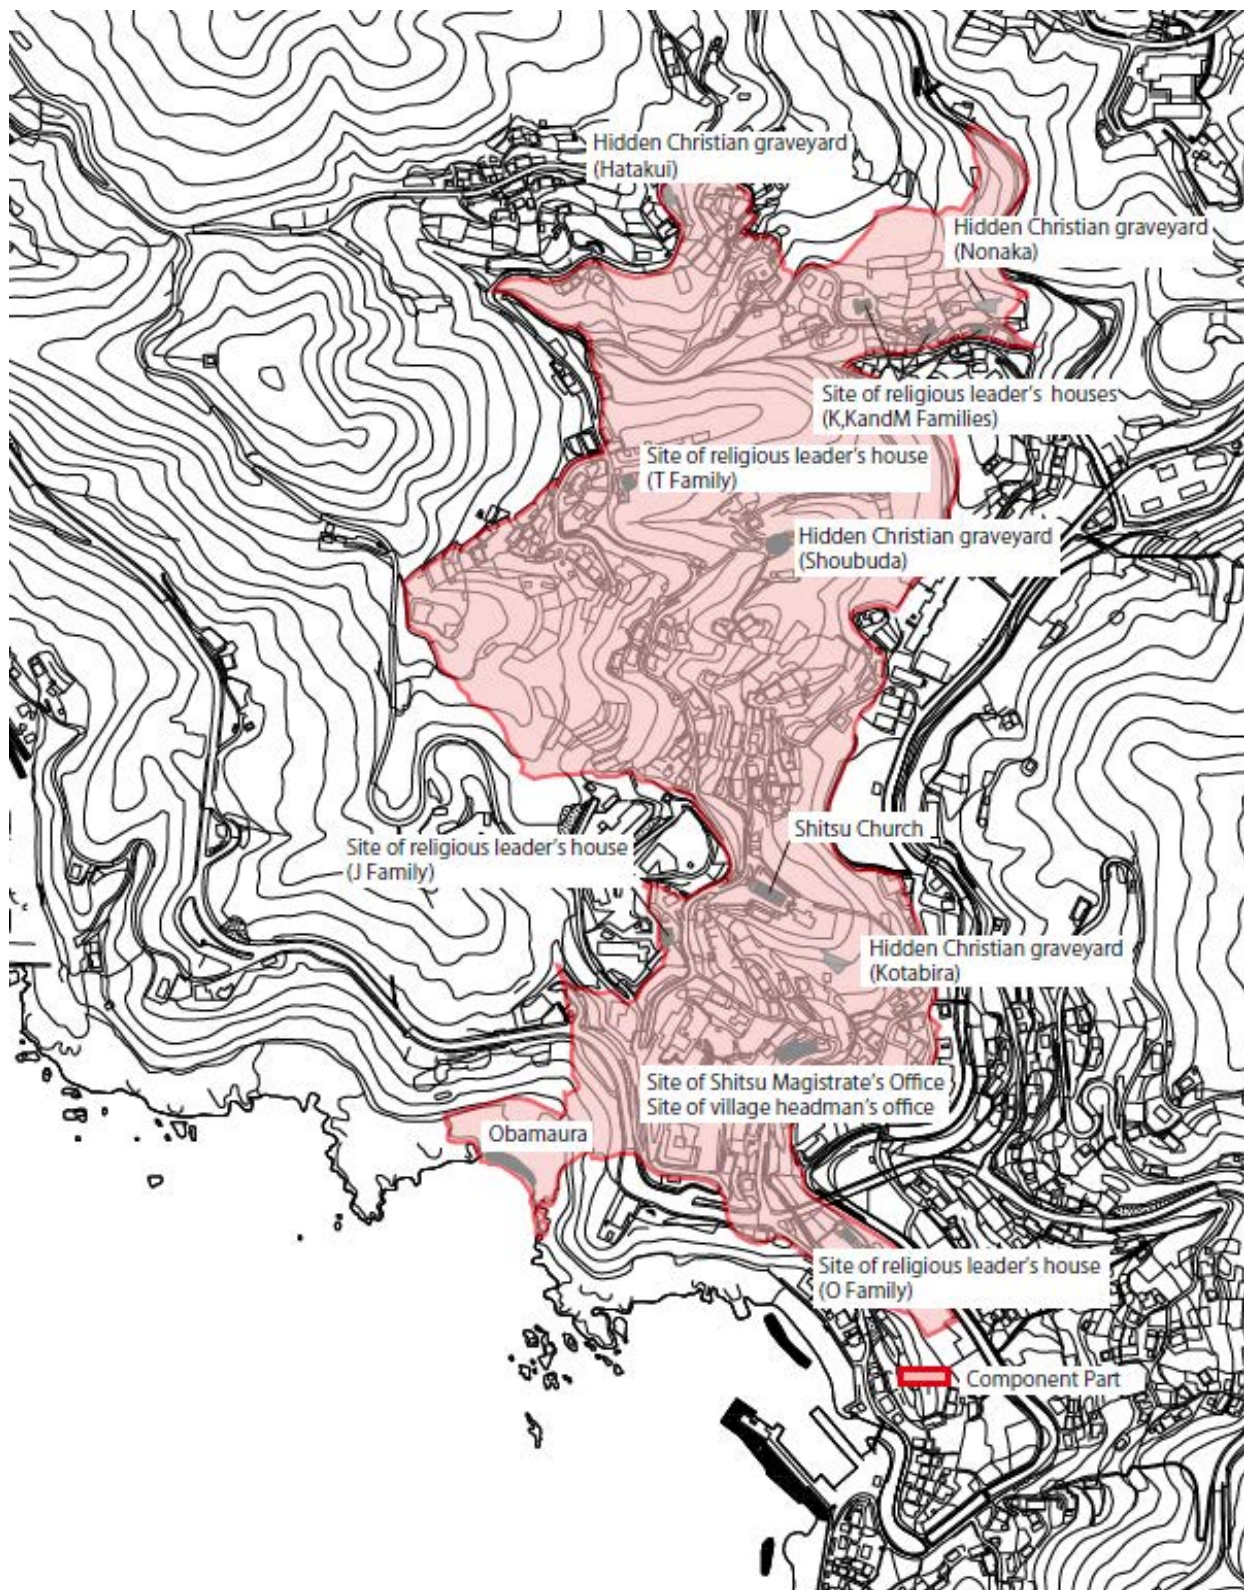 Hidden Christian graveyard
(Hatakui)
Hidden Christian graveyard
(Nonaka)
Site of religious leader's houses
(K,KandM Families)
Site of religious leader's house
(T Family)
Hidden Christian graveyard
(Shoubuda)
Shitsu Church
Site of religious leader's house
(J Family)
Hidden Christian graveyard
(Kotabira)
Site of Shitsu Magistrate's Office
Site of village headman's office
Obamaura
Site of religious leader's house
(O Family)
Component Part